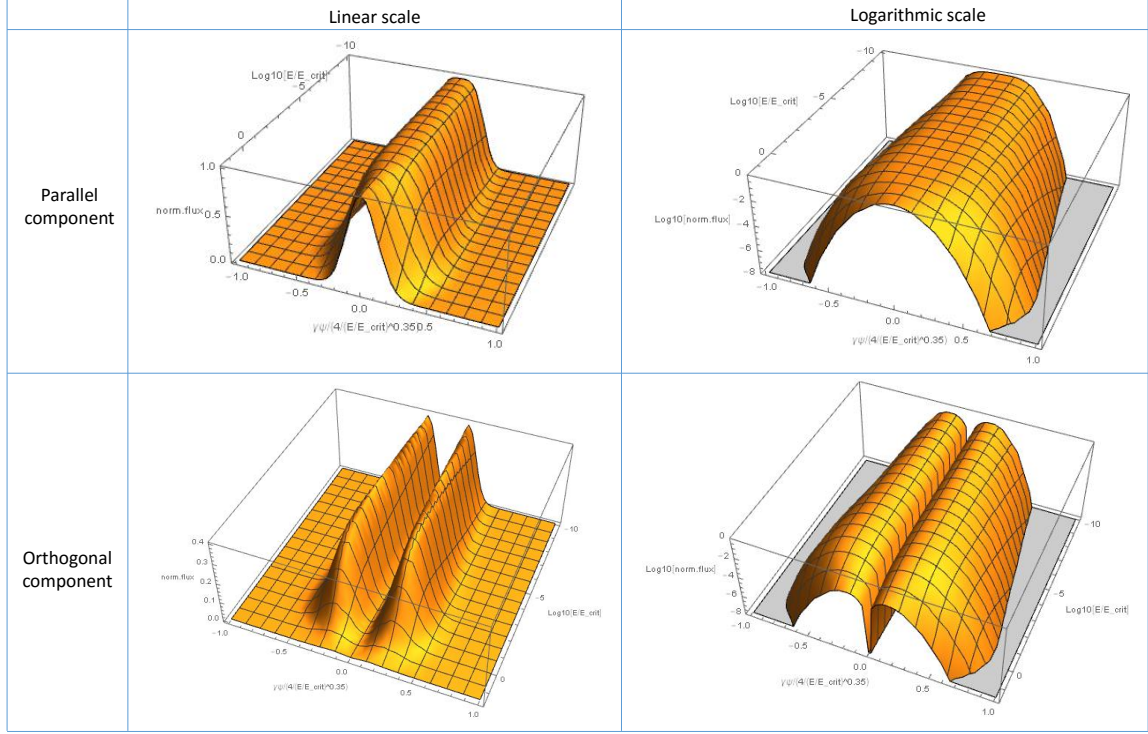 Linear scale
Logarithmic scale
Parallel
component
-10
Log10[E/E_crit]
-5
0
1.0
norm.flux
0.5
0.0
-1.0
-0.5
0.0
γψ/(4/(E/E_crit)^0.35)0.5
1.0
-10
Log10[E/E_crit]
-5
0
0
-2
Log10[norm.flux]
-4
-6
-8
-1.0
-0.5
0.0
γψ/(4/(E/E_crit)^0.35)
0.5
1.0
Orthogonal
component
0.4
0.3
norm.flux
0.2
0.1
0.0
-1.0
-0.5
0.0
γψ/(4/(E/E_crit)^0.35)
0.5
1.0
-10
-5
Log10[E/E_crit]
0
0
-2
Log10[norm.flux]
-4
-6
-8
-1.0
-0.5
0.0
γψ/(4/(E/E_crit)^0.35)
0.5
1.0
-10
-5
Log10[E/E_crit]
0